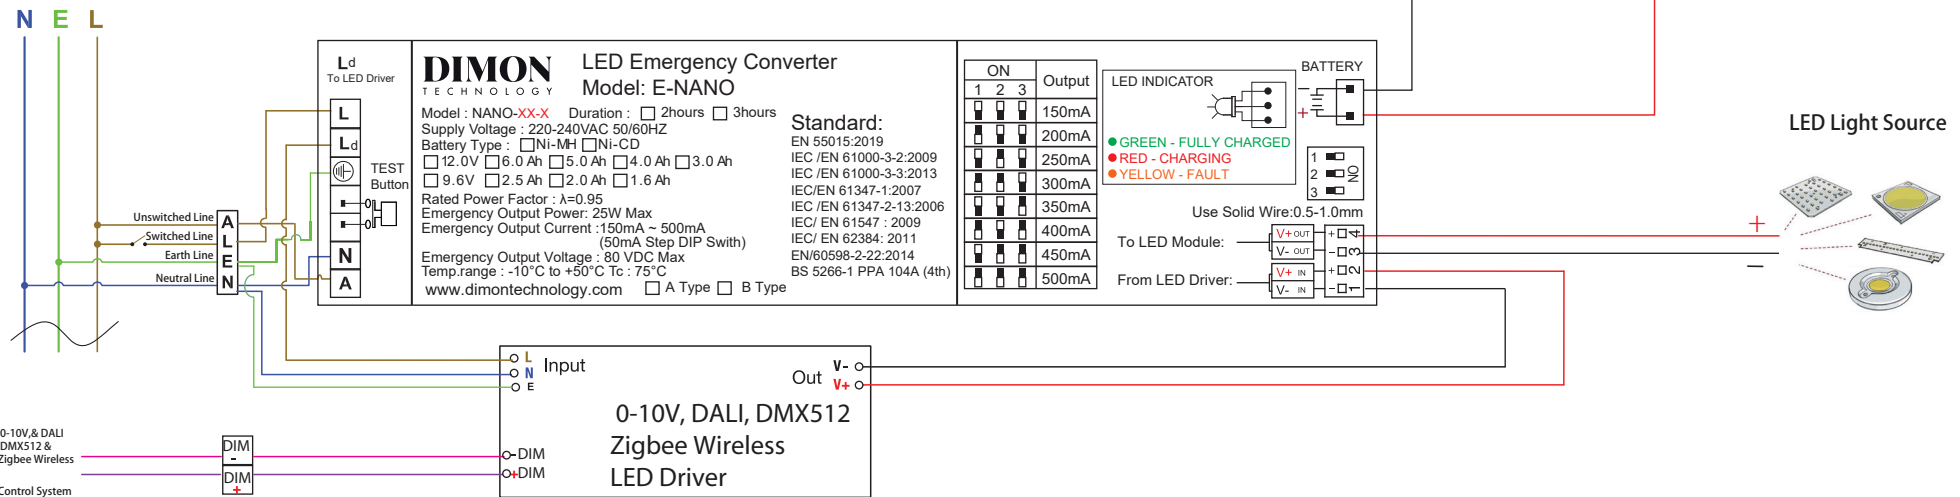 N E L
Unswitched Line
Switched Line
Earth Line
Neutral Line
A
L
E
N
Ld
To LED Driver
L
Ld
TEST
Button
N
A
DIMON
TECHNOLOGY
LED Emergency Converter
Model: E-NANO
Model : NANO-XX-X Duration : 2hours 3hours
Supply Voltage : 220-240VAC 50/60HZ
Battery Type : Ni-MH Ni-CD
12.0V 6.0 Ah 5.0 Ah 4.0 Ah 3.0 Ah
9.6V 2.5 Ah 2.0 Ah 1.6 Ah
Rated Power Factor : λ=0.95
Emergency Output Power: 25W Max
Emergency Output Current :150mA ~ 500mA
(50mA Step DIP Swith)
Emergency Output Voltage : 80 VDC Max
Temp.range : -10°C to +50°C Tc : 75°C
www.dimontechnology.com A Type B Type
Standard:
EN 55015:2019
IEC /EN 61000-3-2:2009
IEC /EN 61000-3-3:2013
IEC/EN 61347-1:2007
IEC /EN 61347-2-13:2006
IEC/ EN 61547 : 2009
IEC/ EN 62384: 2011
EN/60598-2-22:2014
BS 5266-1 PPA 104A (4th)
ON Output
1 2 3
150mA
200mA
250mA
300mA
350mA
400mA
450mA
500mA
LED INDICATOR
GREEN - FULLY CHARGED
RED - CHARGING
YELLOW - FAULT
BATTERY
-
+
1
2
3
ON
Use Solid Wire:0.5-1.0mm
To LED Module:
V+ OUT + 4
V- OUT - 3
From LED Driver:
V+ IN + 2
V- IN - 1
LED Light Source
+
-
L
N
E
Input
Out
V-
V+
0-10V, DALI, DMX512
Zigbee Wireless
LED Driver
-DIM
+DIM
0-10V,& DALI
DMX512 &
Zigbee Wireless
Control System
DIM
-
DIM
+